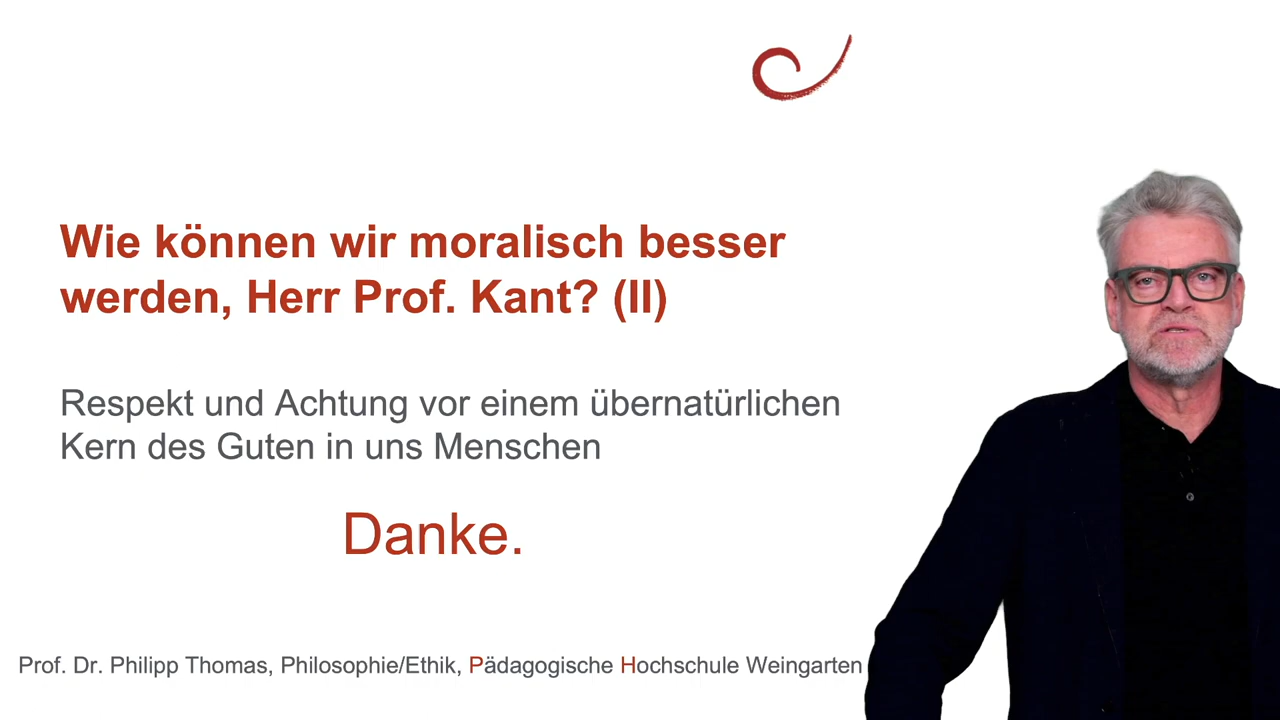 Wie können wir moralisch besser
werden, Herr Prof. Kant? (II)
Respekt und Achtung vor einem übernatürlichen
Kern des Guten in uns Menschen
Danke.
Prof. Dr. Philipp Thomas, Philosophie/Ethik, Pädagogische Hochschule Weingarten